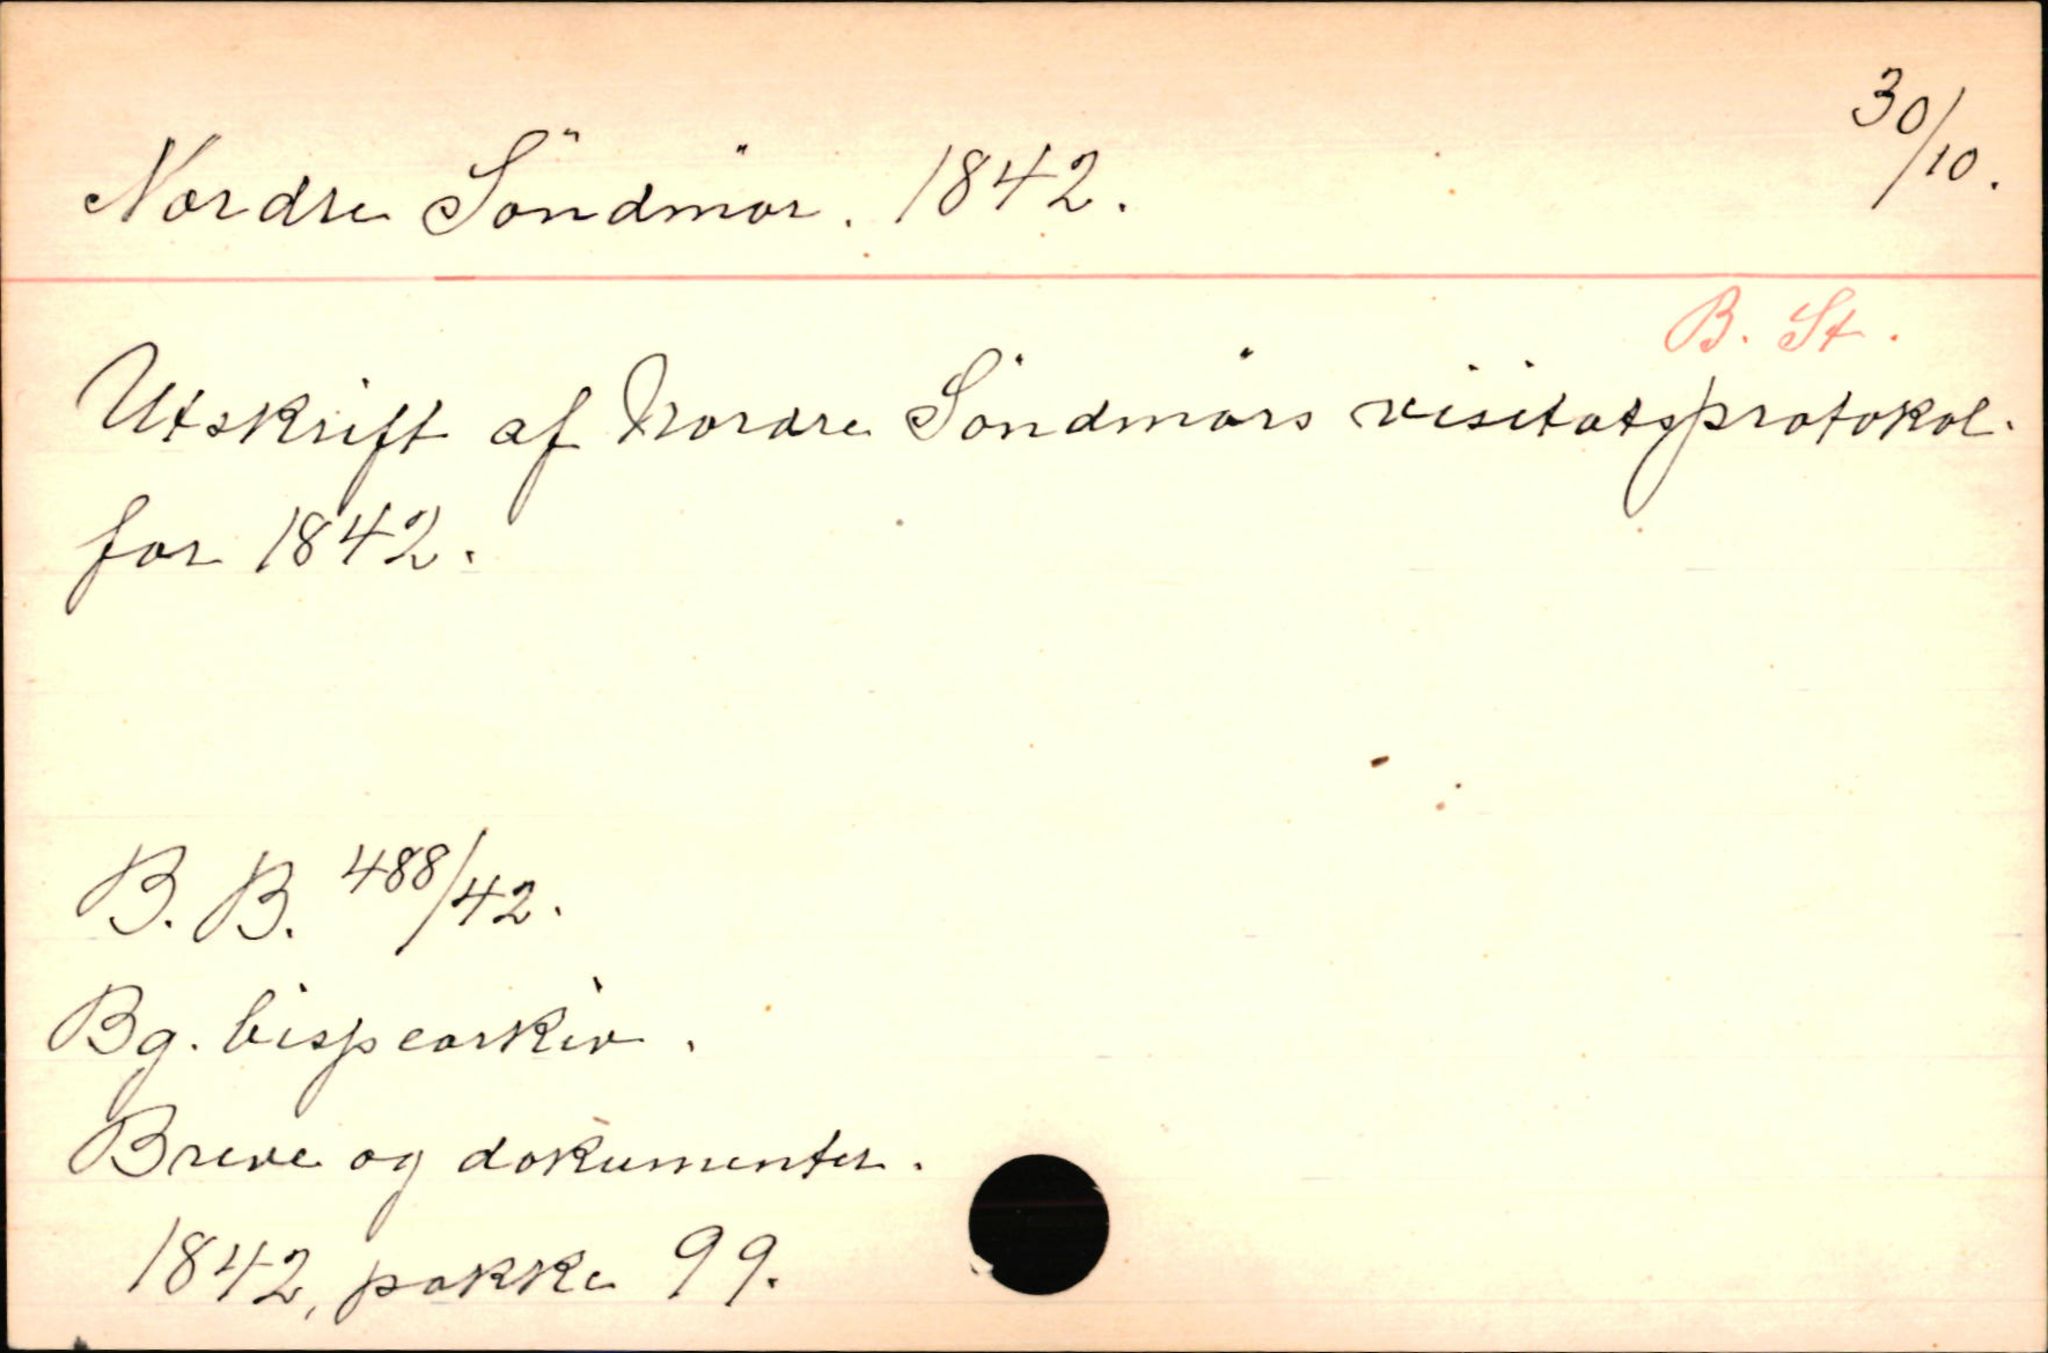 30/10.
Nordre Söndmör. 1842.
B. St.
Utskrift af Nordre Söndmörs visitatsprotokol.
for 1842.
B. B. 488/42.
Bg. bispearkiv.
Breve og dokumenter.
1842, pakke 99.